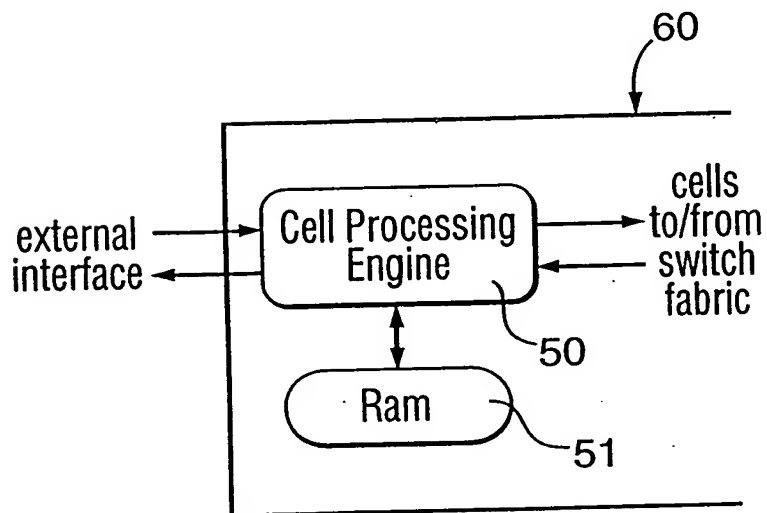 60
external
interface
Cell Processing
Engine
cells
to/from
switch
fabric
50
Ram
51